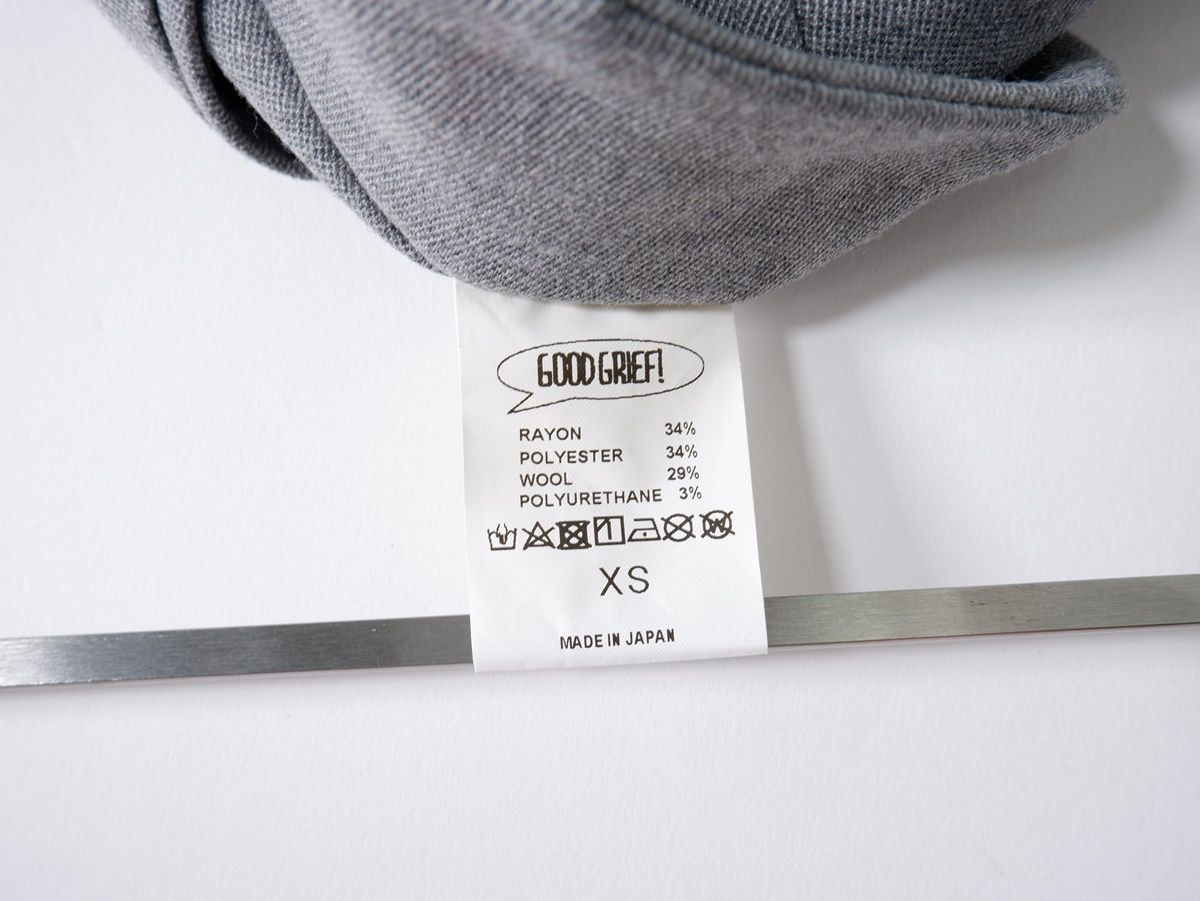 GOOD GRIEF!
RAYON 34%
POLYESTER 34%
WOOL 29%
POLYURETHANE 3%
W
XS
MADE IN JAPAN